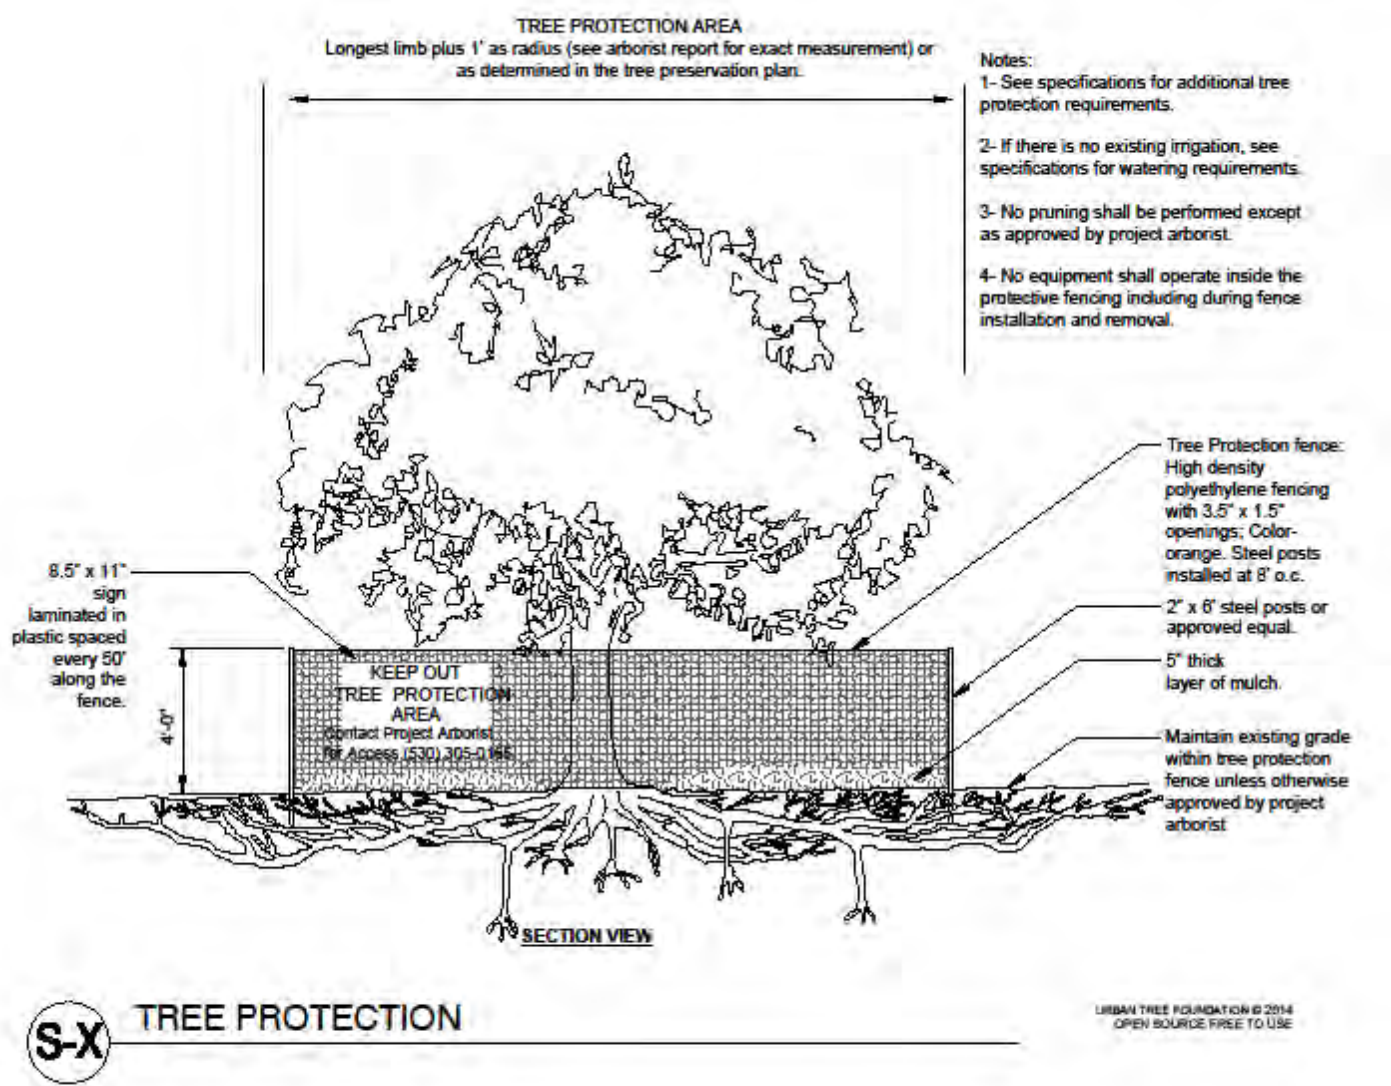 TREE PROTECTION AREA
Longest limb plus 1' as radius (see arborist report for exact measurement) or
as determined in the tree preservation plan.
Notes:
1- See specifications for additional tree
protection requirements.
2- If there is no existing irrigation, see
specifications for watering requirements.
3- No pruning shall be performed except
as approved by project arborist.
4- No equipment shall operate inside the
protective fencing including during fence
installation and removal.
Tree Protection fence:
High density
polyethylene fencing
with 3.5" x 1.5"
openings; Color-
orange. Steel posts
installed at 8' o.c.
2" x 6' steel posts or
approved equal.
5" thick
layer of mulch.
Maintain existing grade
within tree protection
fence unless otherwise
approved by project
arborist
8.5" x 11"
sign
laminated in
plastic spaced
every 50'
along the
fence.
4'-0"
KEEP OUT
TREE PROTECTION
AREA
Contact Project Arborist
for Access (530) 305-0165
SECTION VIEW
S-X
TREE PROTECTION
URBAN TREE FOUNDATION © 2014
OPEN SOURCE FREE TO USE